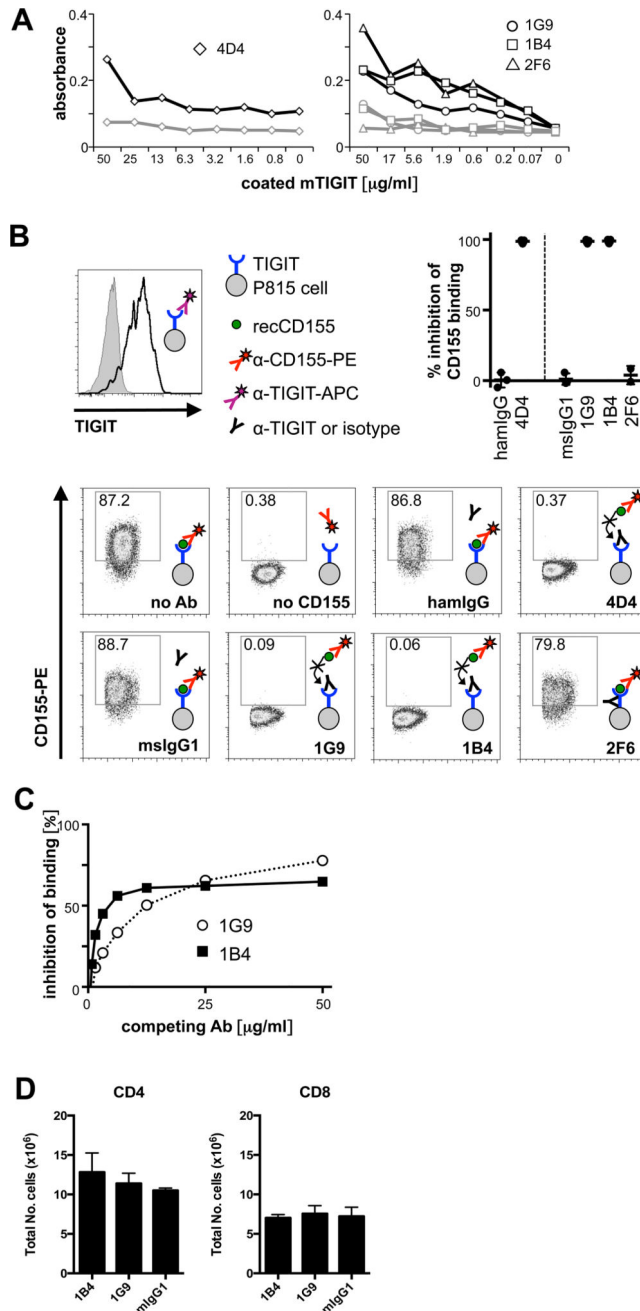 A
absorbance
0.4
0.2
0
4D4
50 25 13 6.3 3.2 1.6 0.8 0
0.4
0.2
0
1G9
1B4
2F6
50 17 5.6 1.9 0.6 0.2 0.07 0
coated mTIGIT [µg/ml]
B
TIGIT
TIGIT
P815 cell
recCD155
α-CD155-PE
α-TIGIT-APC
α-TIGIT or isotype
% inhibition of
CD155 binding
100
50
0
hamIgG
4D4
msIgG1
1G9
1B4
2F6
CD155-PE
87.2
no Ab
0.38
no CD155
86.8
hamIgG
0.37
4D4
88.7
msIgG1
0.09
1G9
0.06
1B4
79.8
2F6
C
inhibition of binding [%]
100
50
0
1G9
1B4
0 25 50
competing Ab [µg/ml]
D
CD4
Total No. cells (x10⁶)
20
15
10
5
0
1B4
1G9
mIgG1
CD8
Total No. cells (x10⁶)
20
15
10
5
0
1B4
1G9
mIgG1